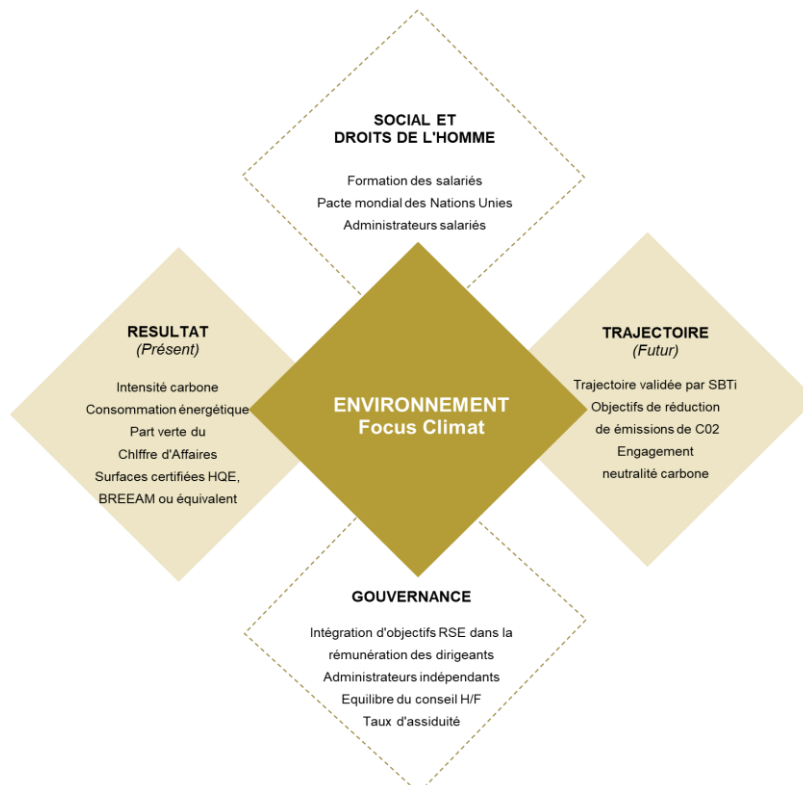 SOCIAL ET
DROITS DE L'HOMME
Formation des salariés
Pacte mondial des Nations Unies
Administrateurs salariés
RESULTAT
(Présent)
Intensité carbone
Consommation énergétique
Part verte du
ChIffre d'Affaires
Surfaces certifiées HQE,
BREEAM ou équivalent
ENVIRONNEMENT
Focus Climat
TRAJECTOIRE
(Futur)
Trajectoire validée par SBTi
Objectifs de réduction
de émissions de C02
Engagement
neutralité carbone
GOUVERNANCE
Intégration d'objectifs RSE dans la
rémunération des dirigeants
Administrateurs indépendants
Equilibre du conseil H/F
Taux d'assiduité